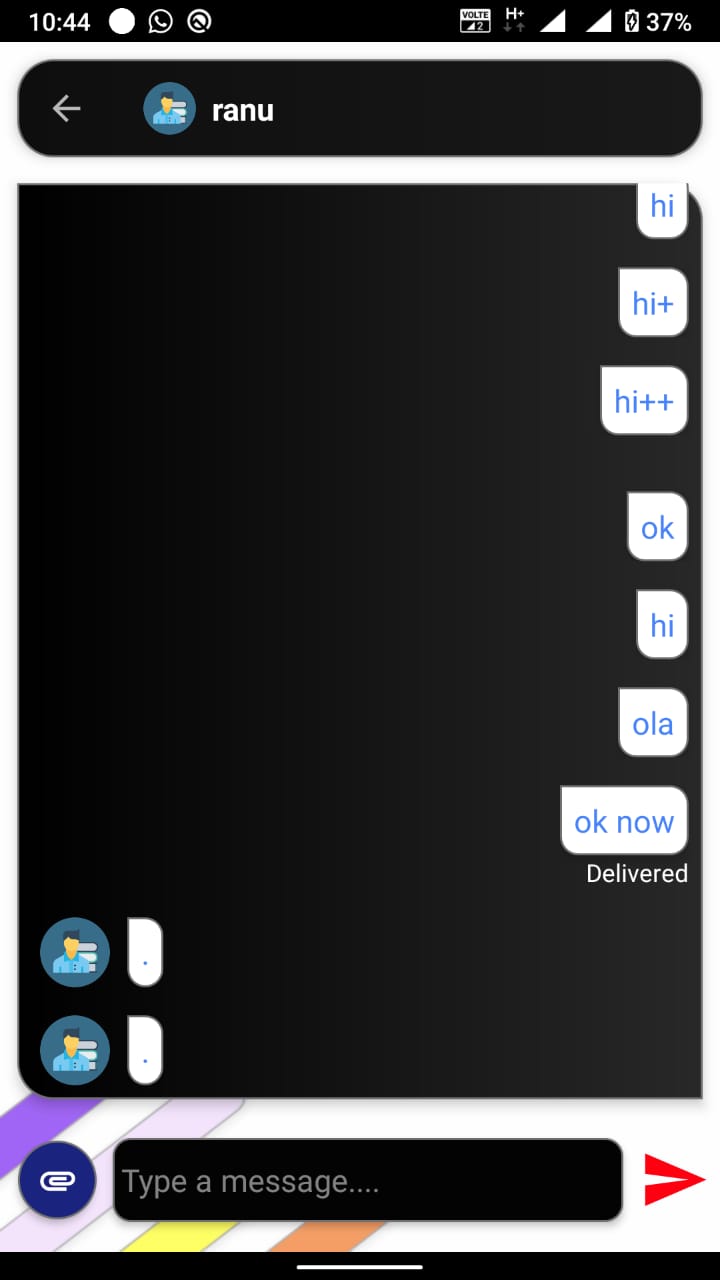 10:44
VOLTE
2
H+
37%
ranu
hi
hi+
hi++
ok
hi
ola
ok now
Delivered
.
.
Type a message....